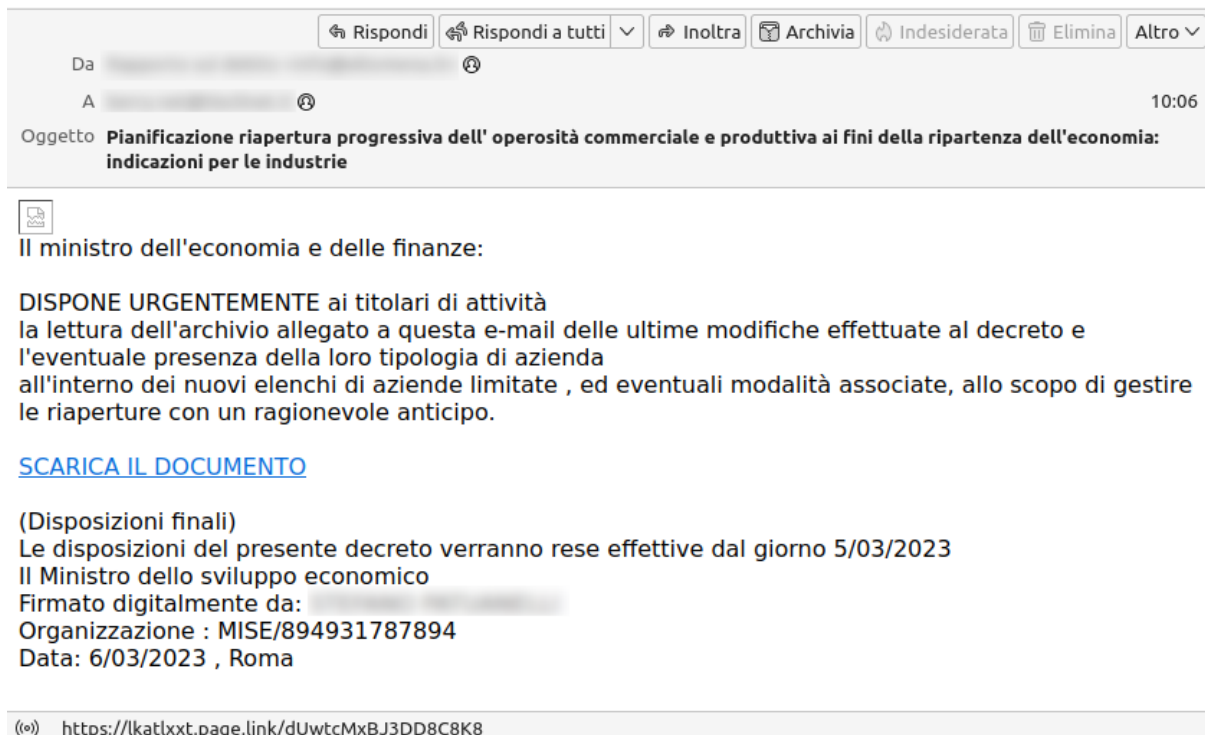 Rispondi Rispondi a tutti Inoltra Archivia Indesiderata Elimina Altro
Da
A 10:06
Oggetto Pianificazione riapertura progressiva dell' operosità commerciale e produttiva ai fini della ripartenza dell'economia:
indicazioni per le industrie
Il ministro dell'economia e delle finanze:
DISPONE URGENTEMENTE ai titolari di attività
la lettura dell'archivio allegato a questa e-mail delle ultime modifiche effettuate al decreto e
l'eventuale presenza della loro tipologia di azienda
all'interno dei nuovi elenchi di aziende limitate , ed eventuali modalità associate, allo scopo di gestire
le riaperture con un ragionevole anticipo.
SCARICA IL DOCUMENTO
(Disposizioni finali)
Le disposizioni del presente decreto verranno rese effettive dal giorno 5/03/2023
Il Ministro dello sviluppo economico
Firmato digitalmente da:
Organizzazione : MISE/894931787894
Data: 6/03/2023 , Roma
https://lkatlxxt.page.link/dUwtcMxBJ3DD8C8K8